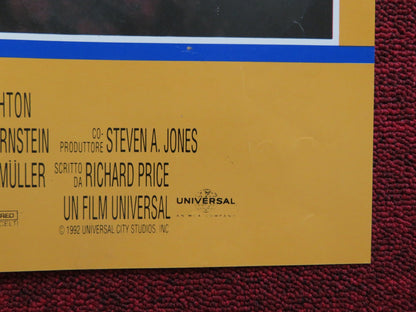 HTON
RNSTEIN CO-PRODUTTORE STEVEN A. JONES
MÜLLER SCRITTO DA RICHARD PRICE
UN FILM UNIVERSAL UNIVERSAL
© 1992 UNIVERSAL CITY STUDIOS, INC